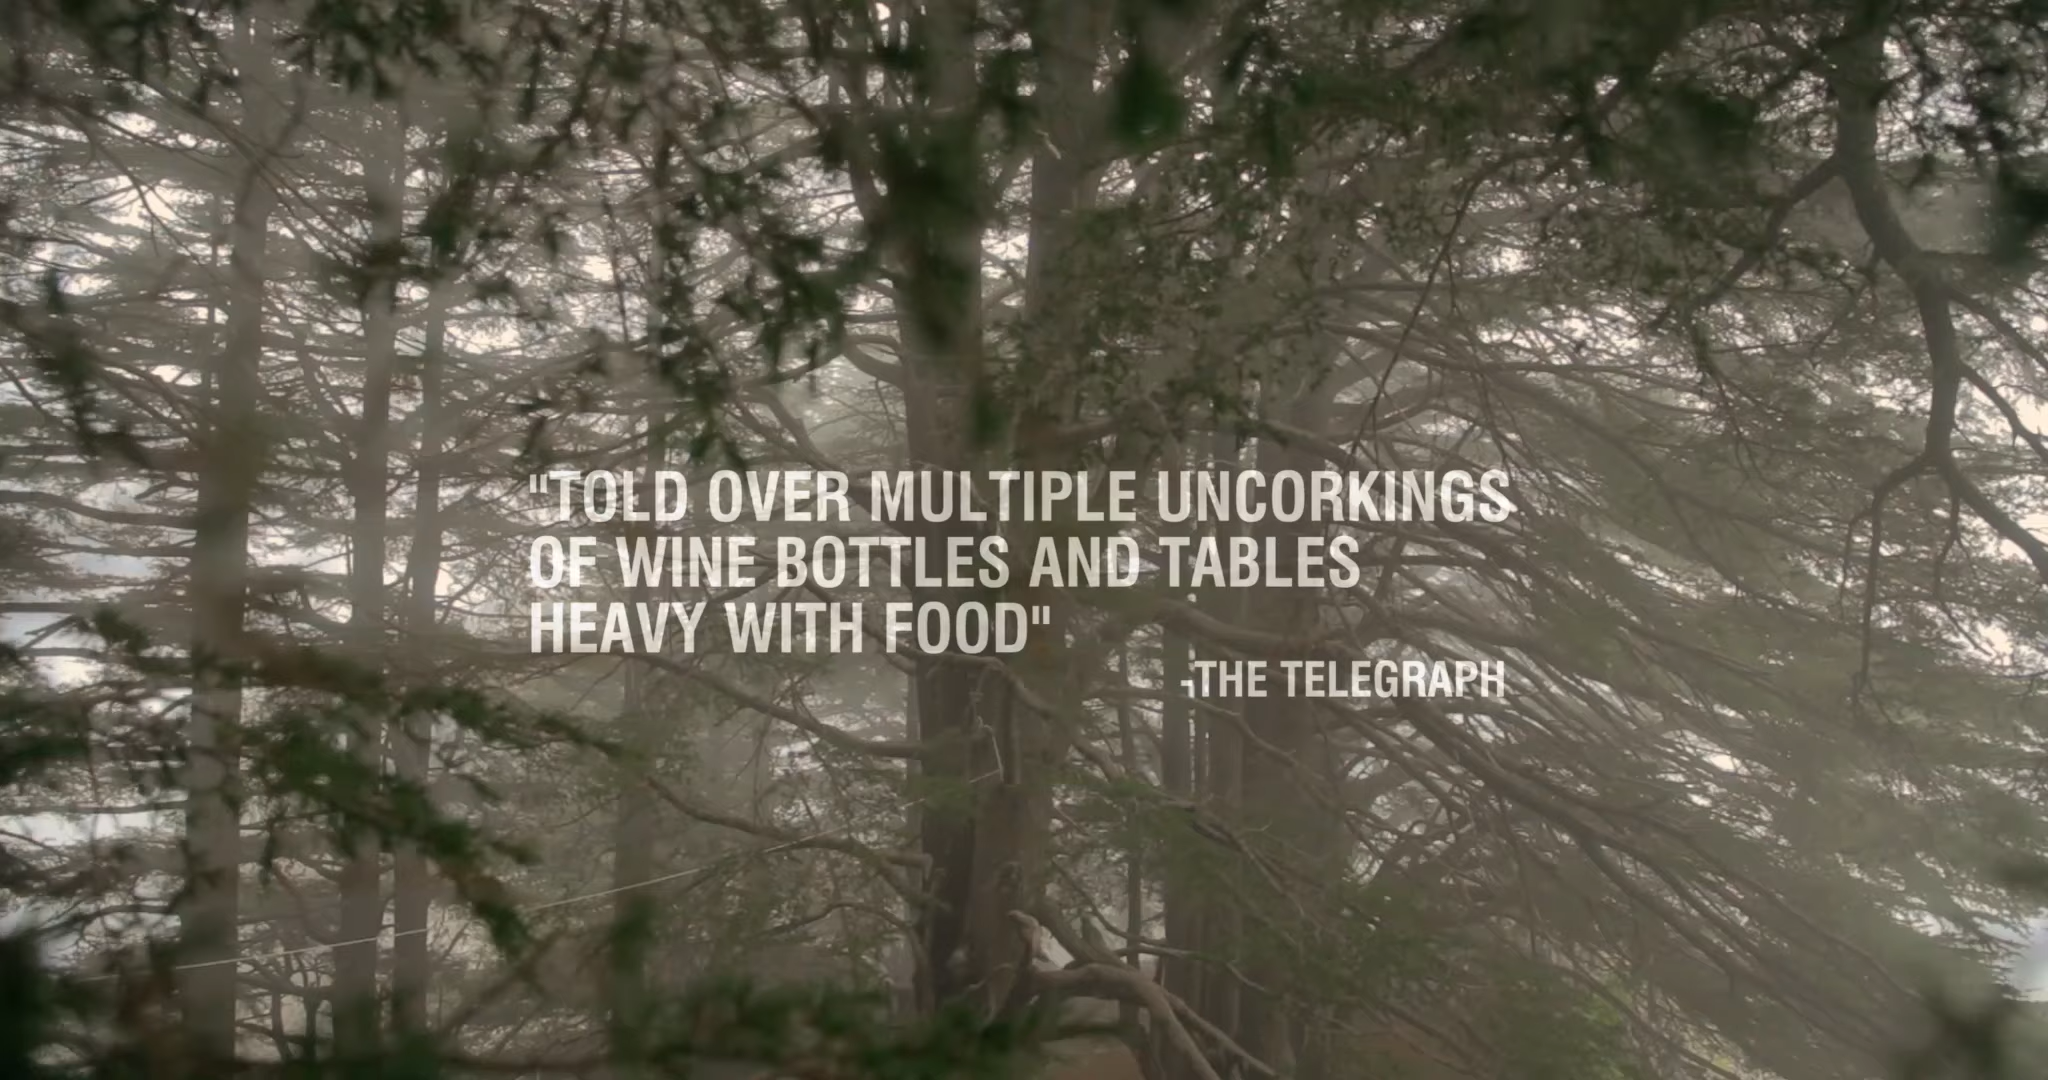 "TOLD OVER MULTIPLE UNCORKINGS
OF WINE BOTTLES AND TABLES
HEAVY WITH FOOD"
-THE TELEGRAPH